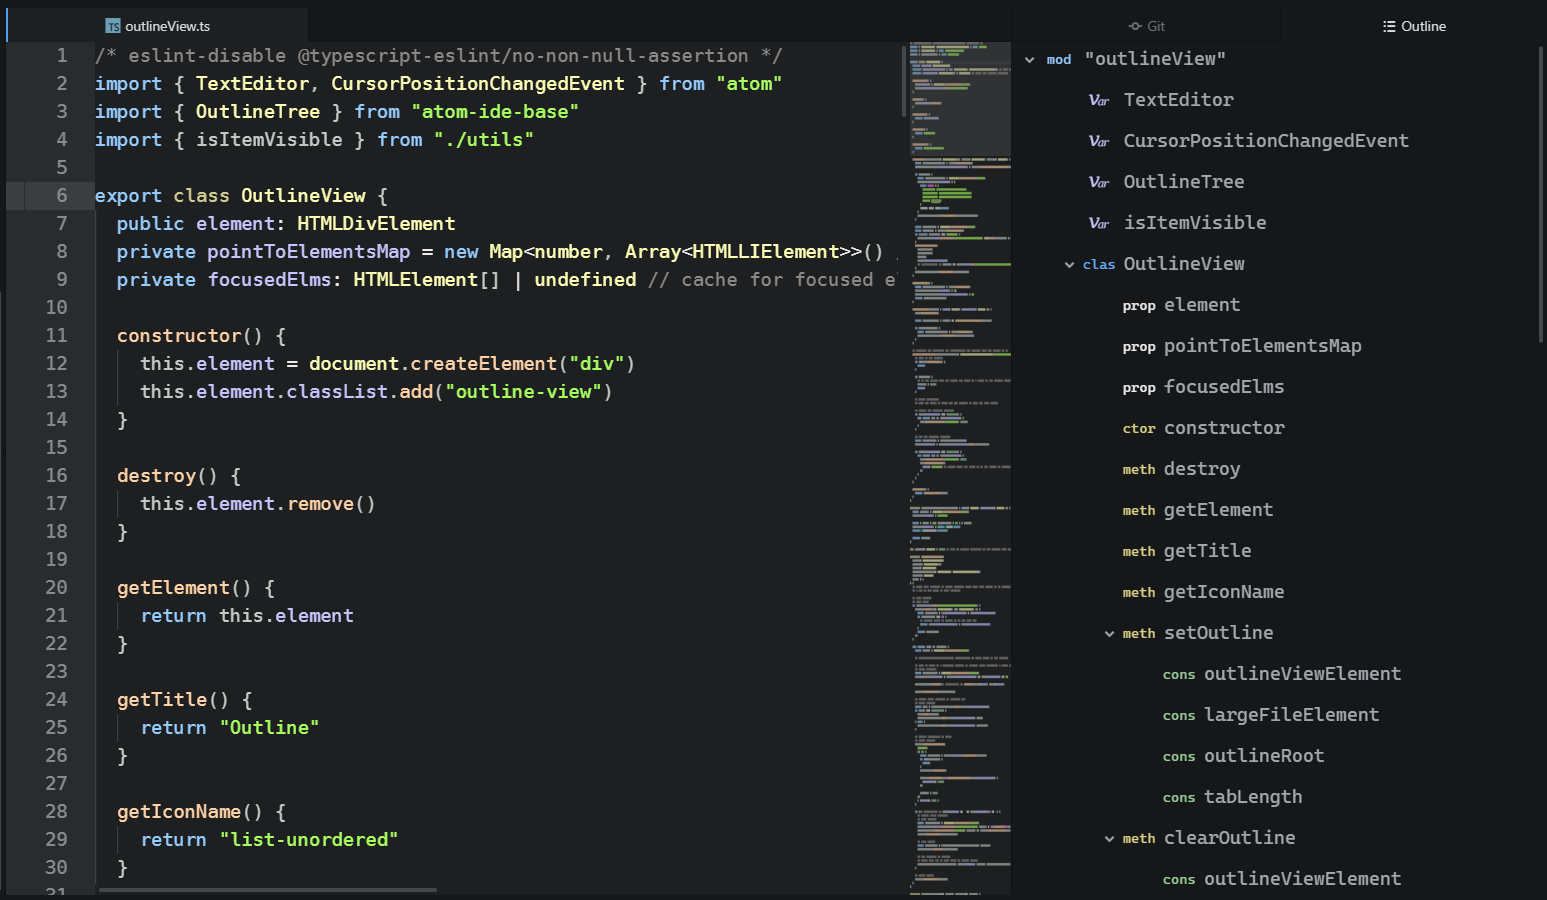 TS outlineView.ts
1 /* eslint-disable @typescript-eslint/no-non-null-assertion */
2 import { TextEditor, CursorPositionChangedEvent } from "atom"
3 import { OutlineTree } from "atom-ide-base"
4 import { isItemVisible } from "./utils"
5
6 export class OutlineView {
7 public element: HTMLDivElement
8 private pointToElementsMap = new Map<number, Array<HTMLLIElement>>()
9 private focusedElms: HTMLElement[] | undefined // cache for focused
10
11 constructor() {
12 this.element = document.createElement("div")
13 this.element.classList.add("outline-view")
14 }
15
16 destroy() {
17 this.element.remove()
18 }
19
20 getElement() {
21 return this.element
22 }
23
24 getTitle() {
25 return "Outline"
26 }
27
28 getIconName() {
29 return "list-unordered"
30 }
31
Git
Outline
mod "outlineView"
Var TextEditor
Var CursorPositionChangedEvent
Var OutlineTree
Var isItemVisible
clas OutlineView
prop element
prop pointToElementsMap
prop focusedElms
ctor constructor
meth destroy
meth getElement
meth getTitle
meth getIconName
meth setOutline
cons outlineViewElement
cons largeFileElement
cons outlineRoot
cons tabLength
meth clearOutline
cons outlineViewElement